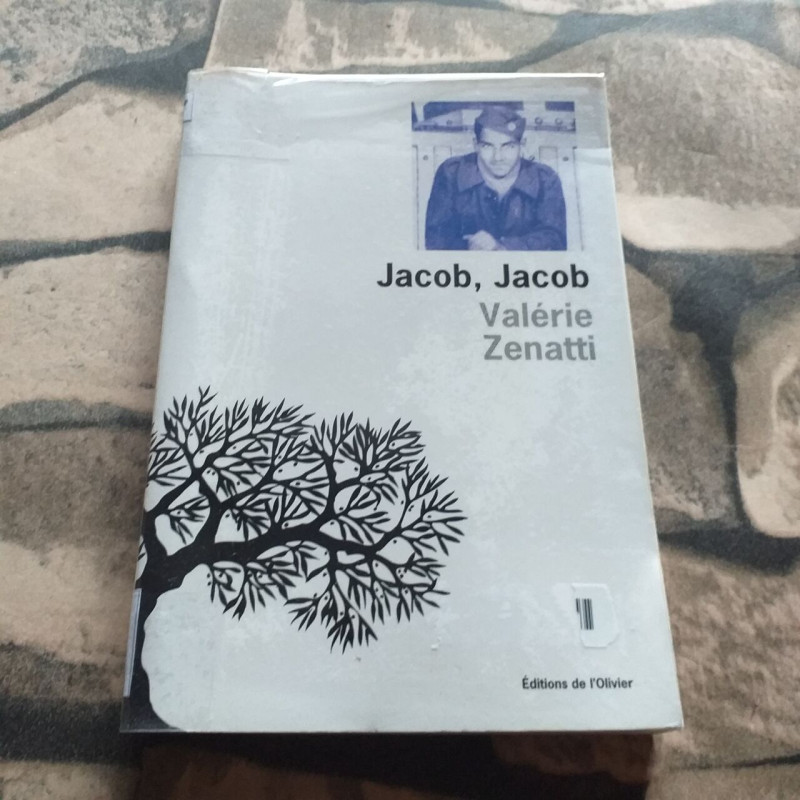 Jacob, Jacob
Valérie
Zenatti
Éditions de l'Olivier